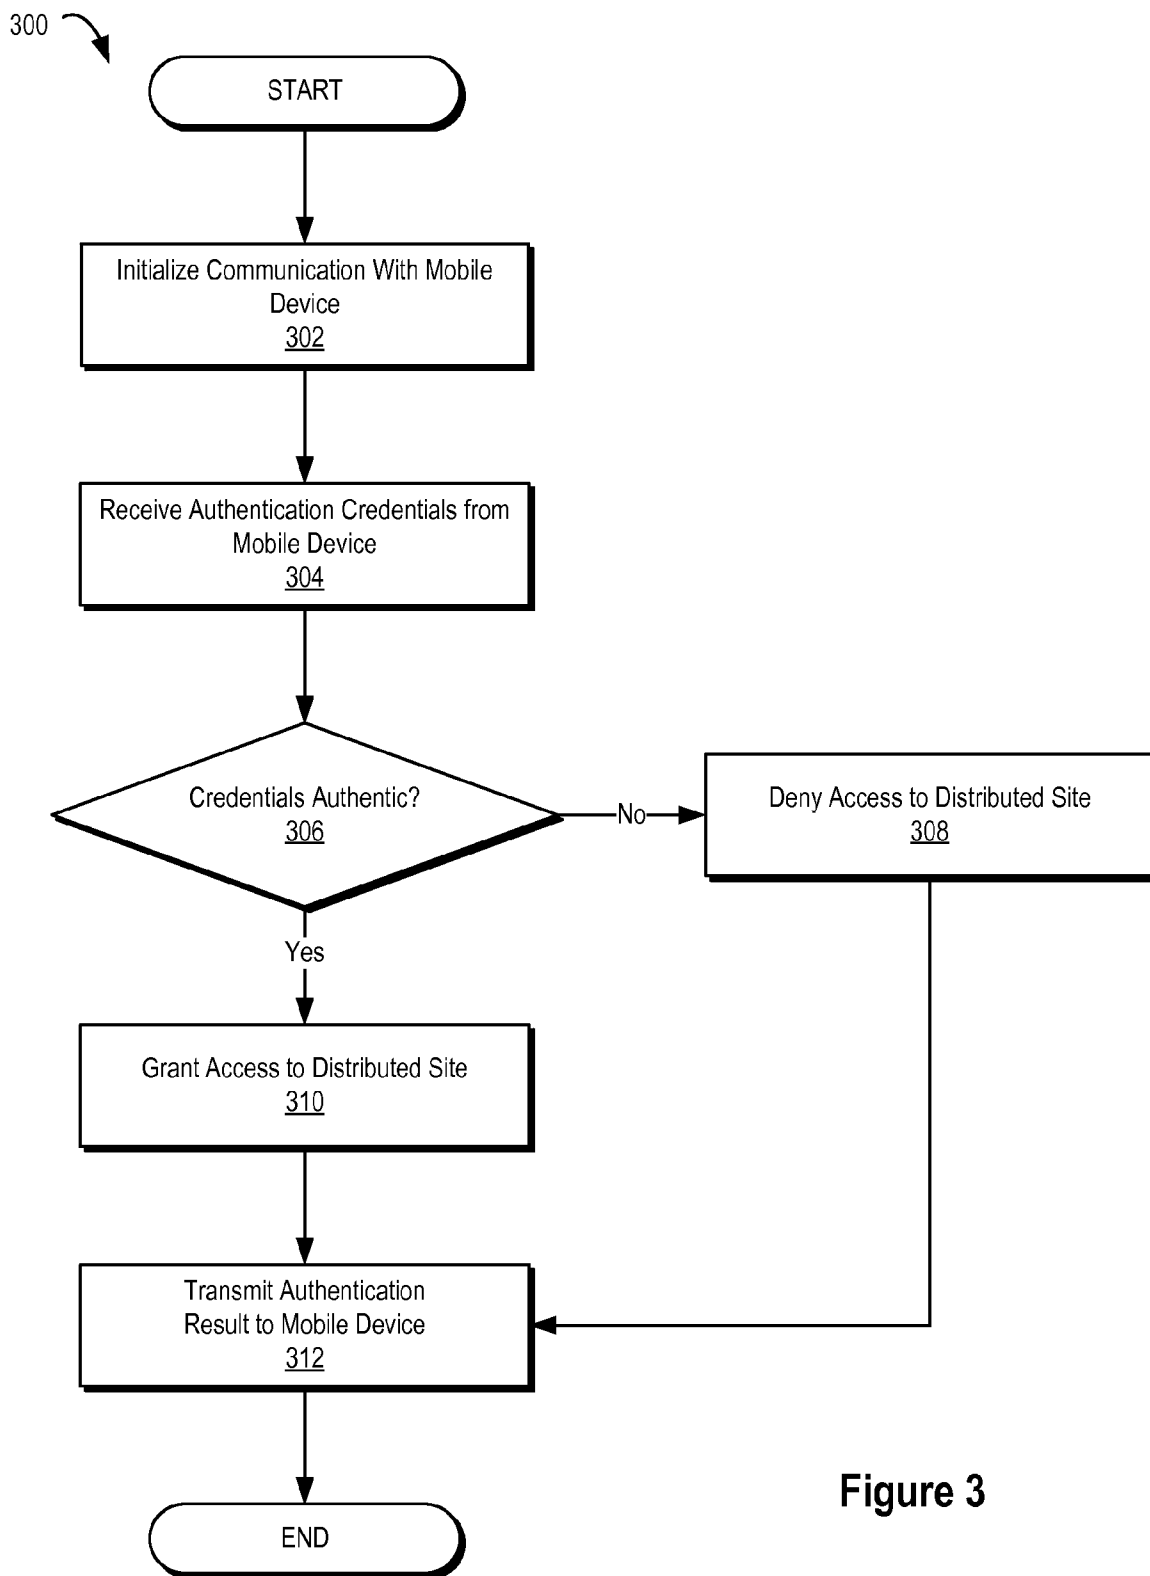 300
START
Initialize Communication With Mobile
Device
302
Receive Authentication Credentials from
Mobile Device
304
Credentials Authentic?
306
No
Deny Access to Distributed Site
308
Yes
Grant Access to Distributed Site
310
Transmit Authentication
Result to Mobile Device
312
END
Figure 3